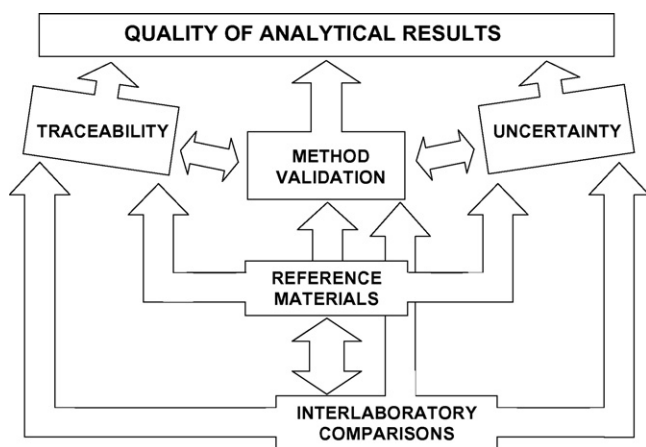 QUALITY OF ANALYTICAL RESULTS
TRACEABILITY
UNCERTAINTY
METHOD
VALIDATION
REFERENCE
MATERIALS
INTERLABORATORY
COMPARISONS